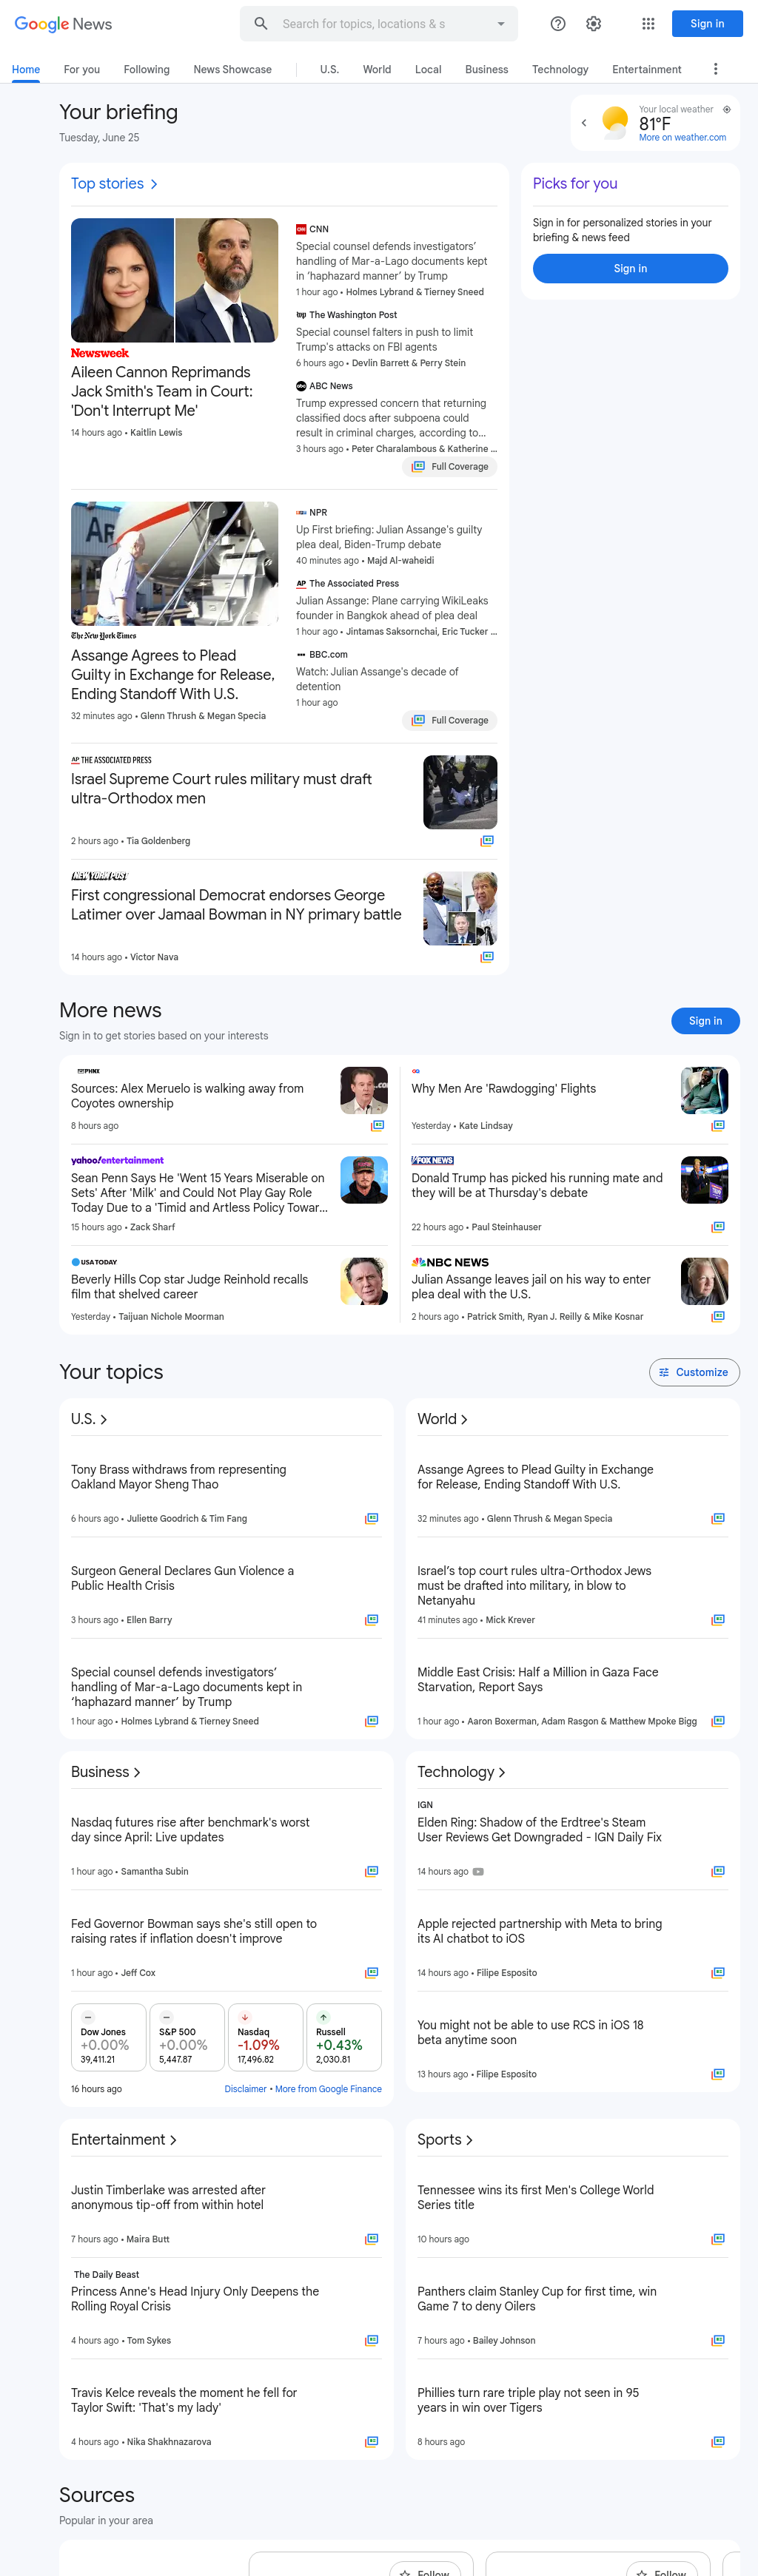 Google News
Search for topics, locations & s
Sign in
Home
For you
Following
News Showcase
U.S.
World
Local
Business
Technology
Entertainment
Your briefing
Tuesday, June 25
Your local weather
81°F
More on weather.com
Top stories
Newsweek
Aileen Cannon Reprimands
Jack Smith's Team in Court:
'Don't Interrupt Me'
14 hours ago • Kaitlin Lewis
CNN
Special counsel defends investigators'
handling of Mar-a-Lago documents kept
in 'haphazard manner' by Trump
1 hour ago • Holmes Lybrand & Tierney Sneed
The Washington Post
Special counsel falters in push to limit
Trump's attacks on FBI agents
6 hours ago • Devlin Barrett & Perry Stein
abc ABC News
Trump expressed concern that returning
classified docs after subpoena could
result in criminal charges, according to...
3 hours ago • Peter Charalambous & Katherine ...
Full Coverage
Picks for you
Sign in for personalized stories in your
briefing & news feed
Sign in
The New York Times
Assange Agrees to Plead
Guilty in Exchange for Release,
Ending Standoff With U.S.
32 minutes ago • Glenn Thrush & Megan Specia
NPR
Up First briefing: Julian Assange's guilty
plea deal, Biden-Trump debate
40 minutes ago • Majd Al-waheidi
AP The Associated Press
Julian Assange: Plane carrying WikiLeaks
founder in Bangkok ahead of plea deal
1 hour ago • Jintamas Saksornchai, Eric Tucker ...
BBC.com
Watch: Julian Assange's decade of
detention
1 hour ago
Full Coverage
AP THE ASSOCIATED PRESS
Israel Supreme Court rules military must draft
ultra-Orthodox men
2 hours ago • Tia Goldenberg
NEW YORK POST
First congressional Democrat endorses George
Latimer over Jamaal Bowman in NY primary battle
14 hours ago • Victor Nava
More news
Sign in to get stories based on your interests
Sign in
PHNX
Sources: Alex Meruelo is walking away from
Coyotes ownership
8 hours ago
Why Men Are 'Rawdogging' Flights
Yesterday • Kate Lindsay
yahoo!entertainment
Sean Penn Says He 'Went 15 Years Miserable on
Sets' After 'Milk' and Could Not Play Gay Role
Today Due to a 'Timid and Artless Policy Towar...
15 hours ago • Zack Sharf
FOX NEWS
Donald Trump has picked his running mate and
they will be at Thursday's debate
22 hours ago • Paul Steinhauser
USA TODAY
Beverly Hills Cop star Judge Reinhold recalls
film that shelved career
Yesterday • Taijuan Nichole Moorman
NBC NEWS
Julian Assange leaves jail on his way to enter
plea deal with the U.S.
2 hours ago • Patrick Smith, Ryan J. Reilly & Mike Kosnar
Your topics
Customize
U.S.
Tony Brass withdraws from representing
Oakland Mayor Sheng Thao
6 hours ago • Juliette Goodrich & Tim Fang
Surgeon General Declares Gun Violence a
Public Health Crisis
3 hours ago • Ellen Barry
Special counsel defends investigators'
handling of Mar-a-Lago documents kept in
'haphazard manner' by Trump
1 hour ago • Holmes Lybrand & Tierney Sneed
World
Assange Agrees to Plead Guilty in Exchange
for Release, Ending Standoff With U.S.
32 minutes ago • Glenn Thrush & Megan Specia
Israel's top court rules ultra-Orthodox Jews
must be drafted into military, in blow to
Netanyahu
41 minutes ago • Mick Krever
Middle East Crisis: Half a Million in Gaza Face
Starvation, Report Says
1 hour ago • Aaron Boxerman, Adam Rasgon & Matthew Mpoke Bigg
Business
Nasdaq futures rise after benchmark's worst
day since April: Live updates
1 hour ago • Samantha Subin
Fed Governor Bowman says she's still open to
raising rates if inflation doesn't improve
1 hour ago • Jeff Cox
Dow Jones
+0.00%
39,411.21
S&P 500
+0.00%
5,447.87
Nasdaq
-1.09%
17,496.82
Russell
+0.43%
2,030.81
16 hours ago
Disclaimer • More from Google Finance
Technology
IGN
Elden Ring: Shadow of the Erdtree's Steam
User Reviews Get Downgraded - IGN Daily Fix
14 hours ago
Apple rejected partnership with Meta to bring
its AI chatbot to iOS
14 hours ago • Filipe Esposito
You might not be able to use RCS in iOS 18
beta anytime soon
13 hours ago • Filipe Esposito
Entertainment
Justin Timberlake was arrested after
anonymous tip-off from within hotel
7 hours ago • Maira Butt
The Daily Beast
Princess Anne's Head Injury Only Deepens the
Rolling Royal Crisis
4 hours ago • Tom Sykes
Travis Kelce reveals the moment he fell for
Taylor Swift: 'That's my lady'
4 hours ago • Nika Shakhnazarova
Sports
Tennessee wins its first Men's College World
Series title
10 hours ago
Panthers claim Stanley Cup for first time, win
Game 7 to deny Oilers
7 hours ago • Bailey Johnson
Phillies turn rare triple play not seen in 95
years in win over Tigers
8 hours ago
Sources
Popular in your area
Follow
Follow